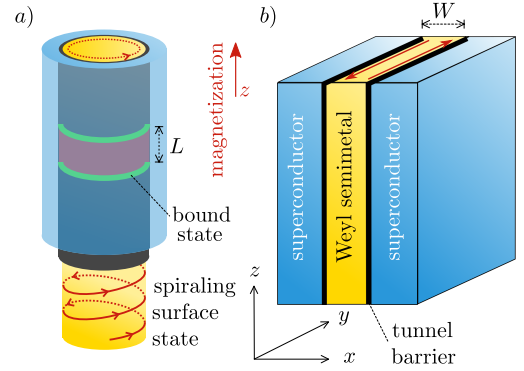 a)
magnetization
z
L
bound
state
spiraling
surface
state
b)
W
superconductor
Weyl semimetal
superconductor
z
y
x
tunnel
barrier